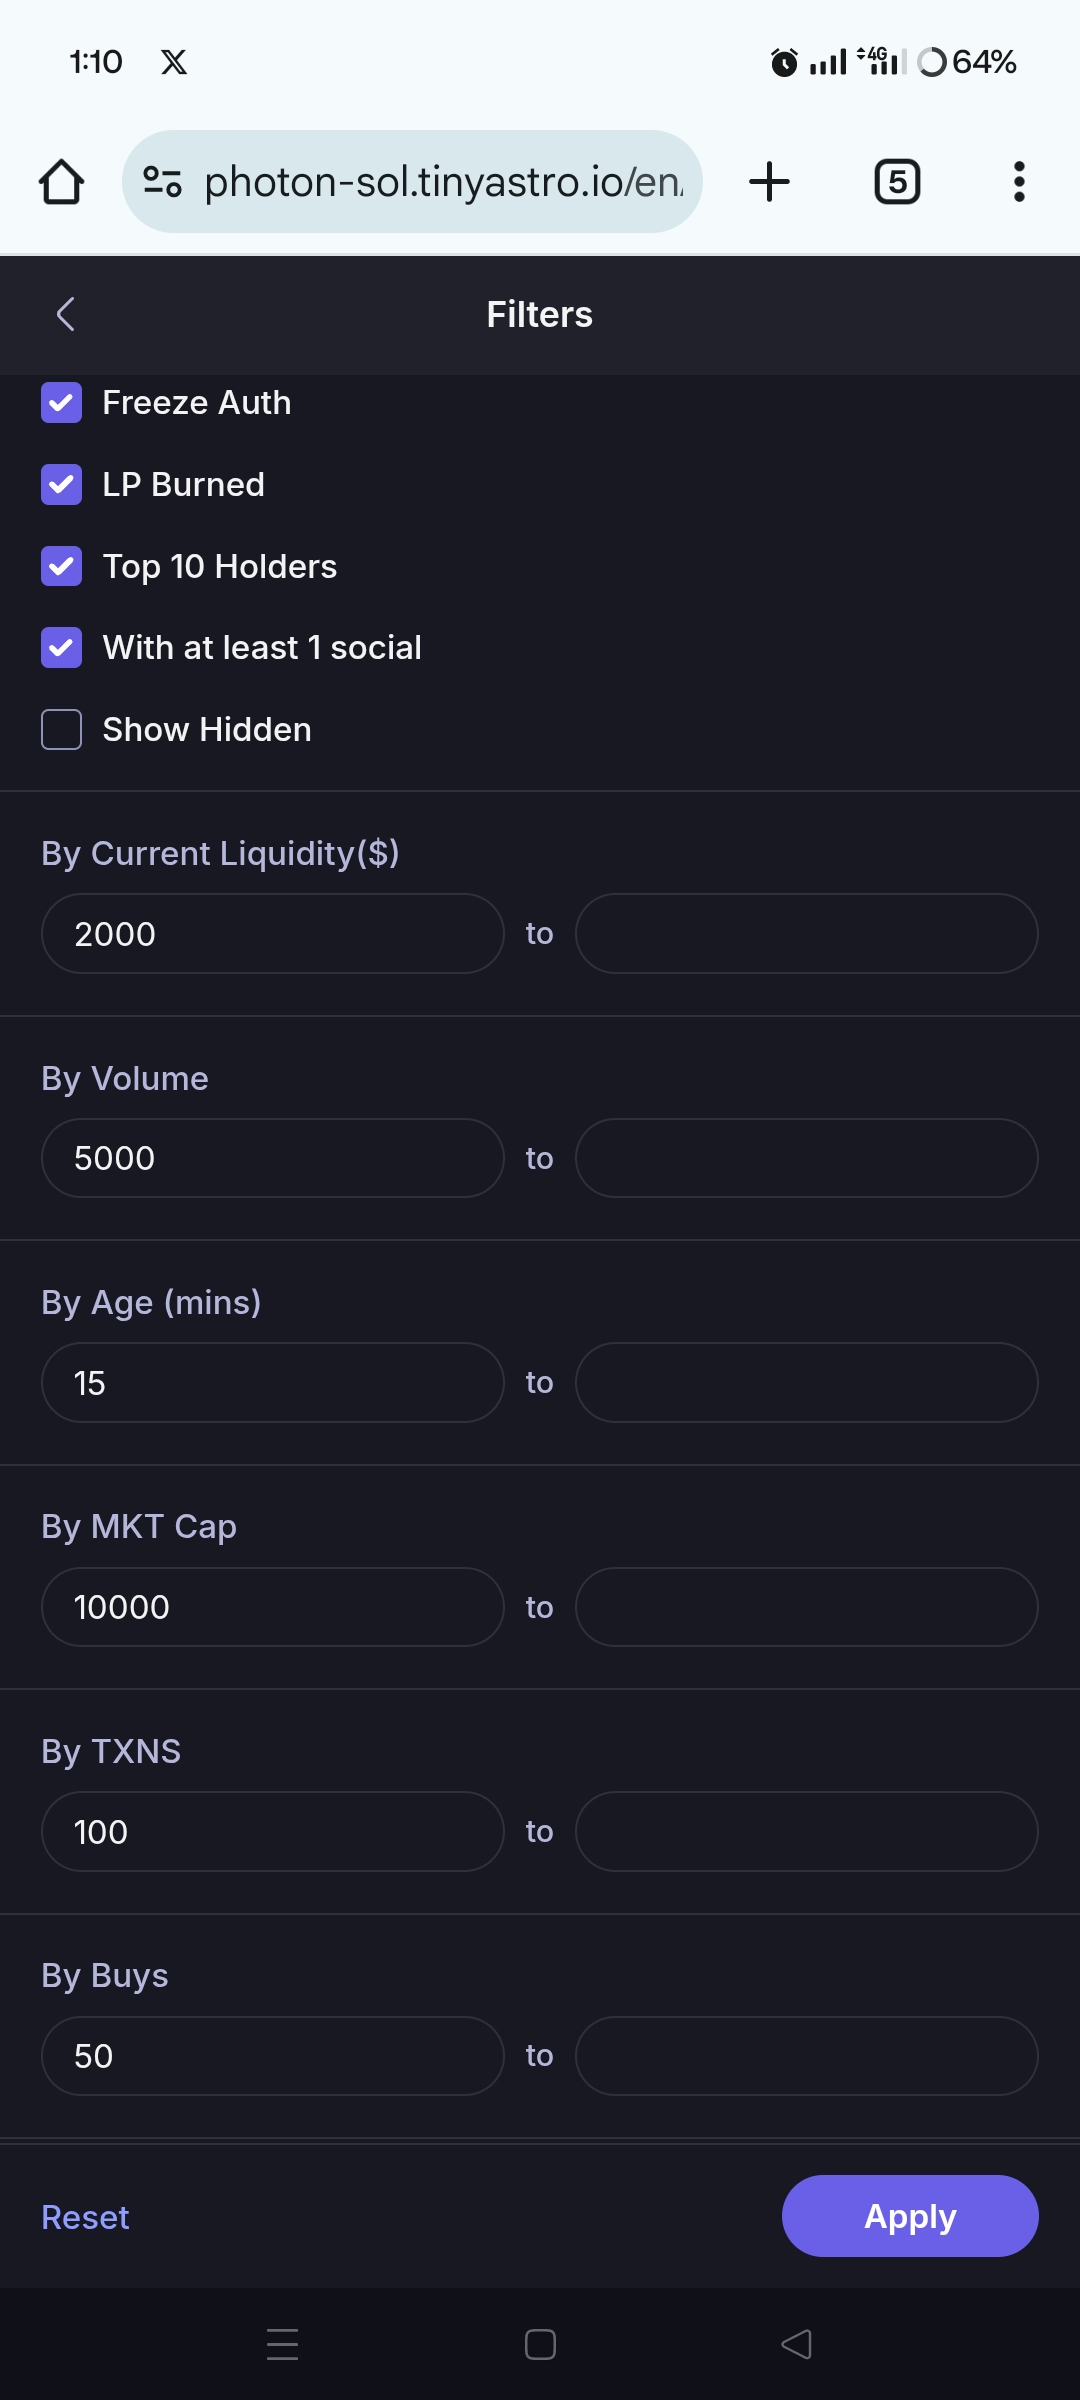 1:10 X 4G 64%
photon-sol.tinyastro.io/en/ 5
Filters
Freeze Auth
LP Burned
Top 10 Holders
With at least 1 social
Show Hidden
By Current Liquidity($)
2000 to
By Volume
5000 to
By Age (mins)
15 to
By MKT Cap
10000 to
By TXNS
100 to
By Buys
50 to
Reset Apply